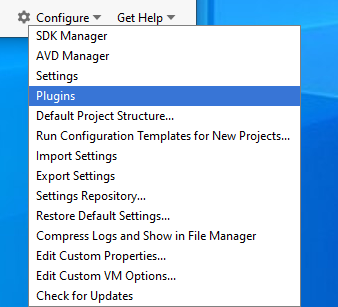 Configure Get Help
SDK Manager
AVD Manager
Settings
Plugins
Default Project Structure...
Run Configuration Templates for New Projects...
Import Settings
Export Settings
Settings Repository...
Restore Default Settings...
Compress Logs and Show in File Manager
Edit Custom Properties...
Edit Custom VM Options...
Check for Updates